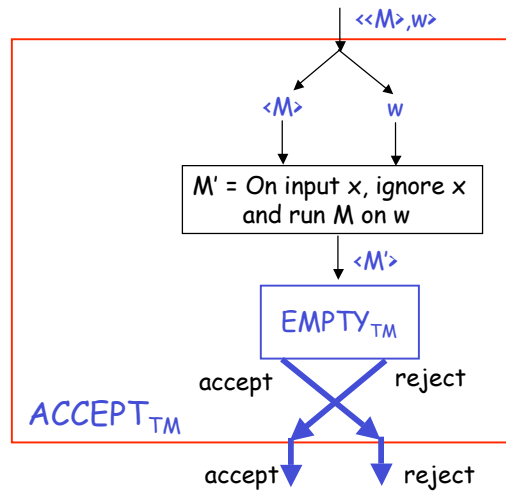 <<M>,w>
<M>
w
M' = On input x, ignore x
and run M on w
<M'>
EMPTY_TM
accept
reject
ACCEPT_TM
accept
reject